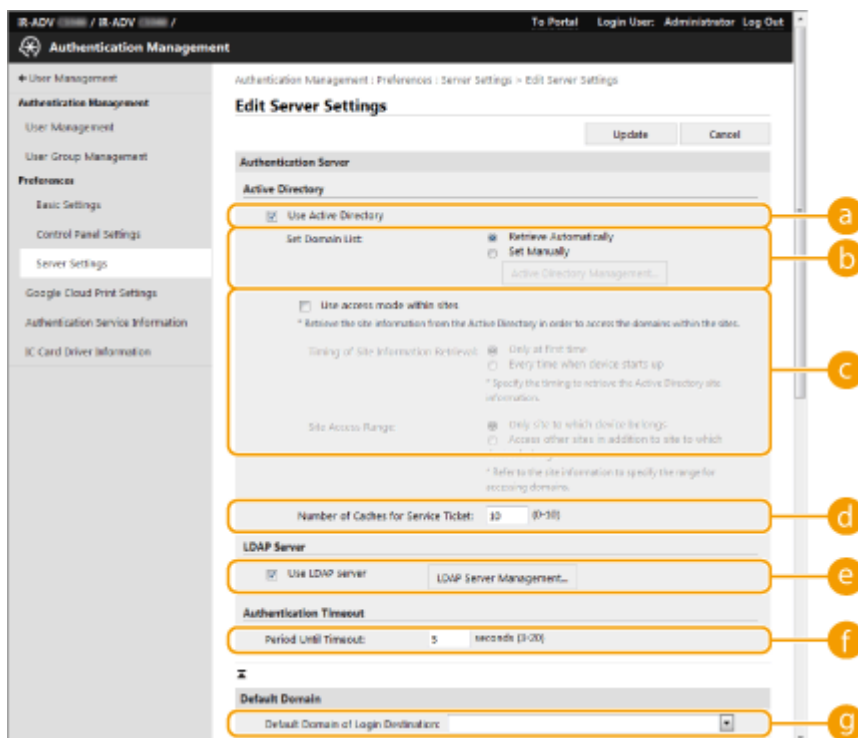 iR-ADV / iR-ADV /
To Portal Login User: Administrator Log Out
Authentication Management
User Management
Authentication Management
User Management
User Group Management
Preferences
Basic Settings
Control Panel Settings
Server Settings
Google Cloud Print Settings
Authentication Service Information
IC Card Driver Information
Authentication Management : Preferences : Server Settings > Edit Server Settings
Edit Server Settings
Update Cancel
Authentication Server
Active Directory
Use Active Directory
a
Set Domain List: Retrieve Automatically
Set Manually
Active Directory Management...
b
Use access mode within sites
* Retrieve the site information from the Active Directory in order to access the domains within the sites.
Timing of Site Information Retrieval: Only at first time
Every time when device starts up
* Specify the timing to retrieve the Active Directory site
information.
c
Site Access Range: Only site to which device belongs
Access other sites in addition to site to which
* Refer to the site information to specify the range for
accessing domains.
Number of Caches for Service Ticket: 10 (0-30)
d
LDAP Server
Use LDAP server LDAP Server Management...
e
Authentication Timeout
Period Until Timeout: 5 seconds (3-20)
f
Default Domain
Default Domain of Login Destination:
g